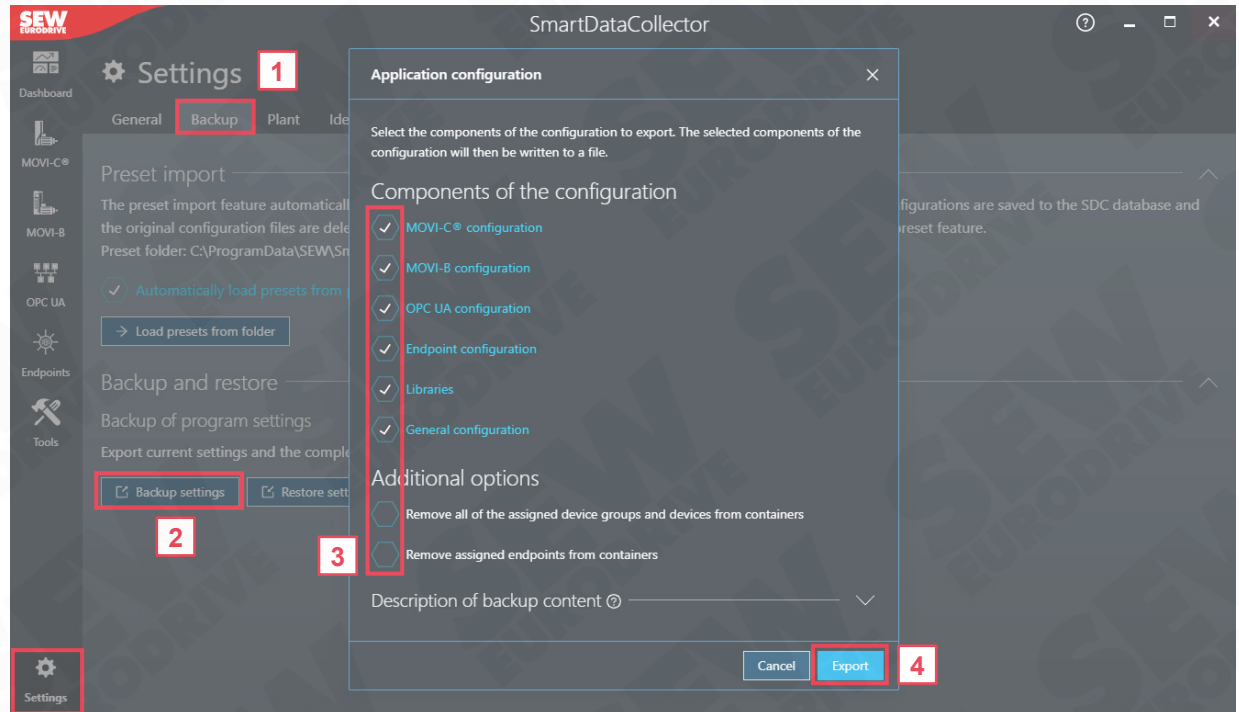 SEW
EURODRIVE
SmartDataCollector
Dashboard
MOVI-C®
MOVI-B
OPC UA
Endpoints
Tools
Settings
Settings
1
General Backup Plant Ide
Preset import
The preset import feature automaticall
figurations are saved to the SDC database and
the original configuration files are dele
reset feature.
Preset folder: C:\ProgramData\SEW\Sm
Automatically load presets from
Load presets from folder
Backup and restore
Backup of program settings
Export current settings and the comple
Backup settings
Restore sett
2
Application configuration
Select the components of the configuration to export. The selected components of the
configuration will then be written to a file.
Components of the configuration
MOVI-C® configuration
MOVI-B configuration
OPC UA configuration
Endpoint configuration
Libraries
General configuration
Additional options
Remove all of the assigned device groups and devices from containers
Remove assigned endpoints from containers
3
Description of backup content
Cancel
Export
4